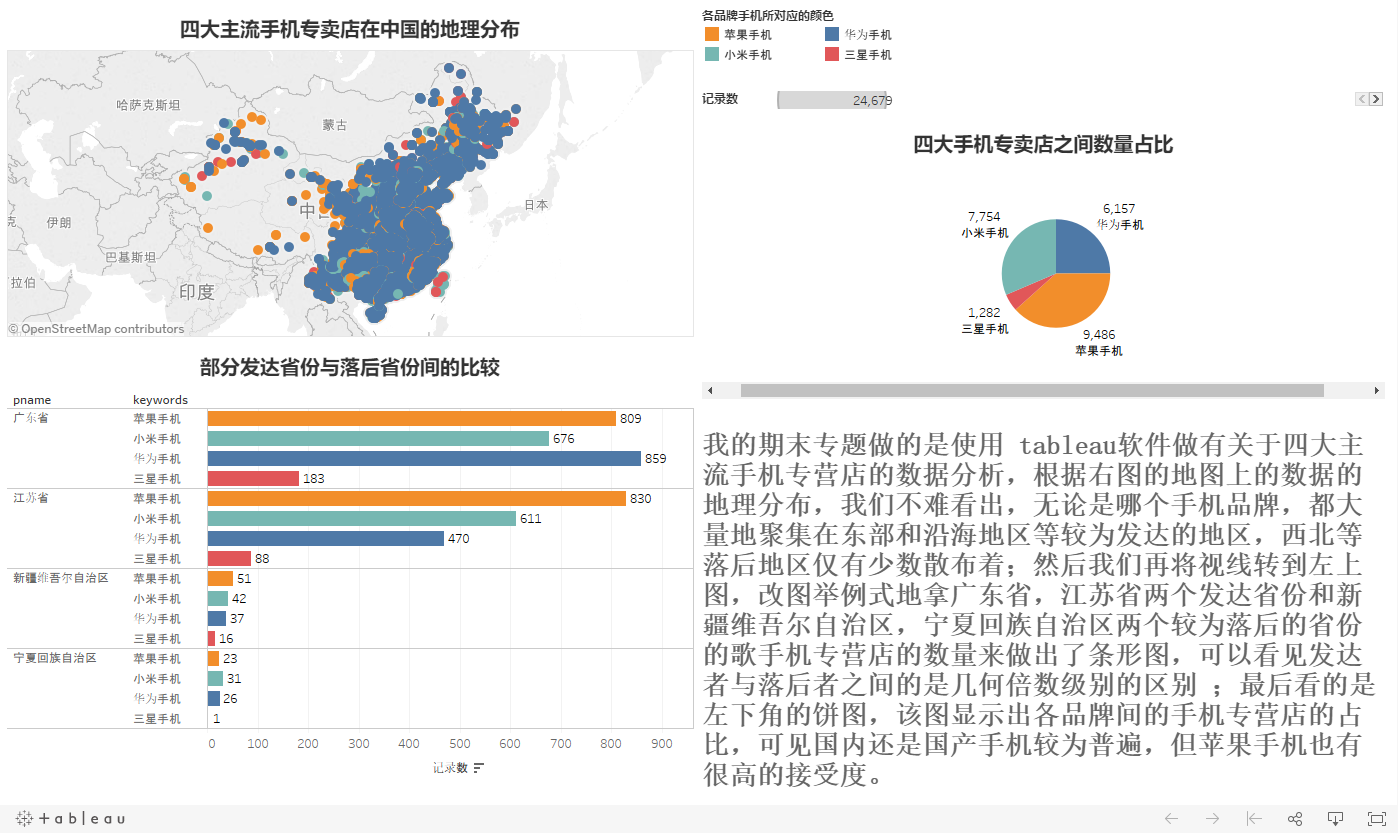 四大主流手机专卖店在中国的地理分布
哈萨克斯坦
蒙古
中
伊朗
日本
巴基斯坦
拉伯
印度
克
© OpenStreetMap contributors
部分发达省份与落后省份间的比较
pname
keywords
广东省
苹果手机
809
小米手机
676
华为手机
859
三星手机
183
江苏省
苹果手机
830
小米手机
611
华为手机
470
三星手机
88
新疆维吾尔自治区
苹果手机
51
小米手机
42
华为手机
37
三星手机
16
宁夏回族自治区
苹果手机
23
小米手机
31
华为手机
26
三星手机
1
0 100 200 300 400 500 600 700 800 900
记录数
各品牌手机所对应的颜色
苹果手机
华为手机
小米手机
三星手机
记录数
24,679
四大手机专卖店之间数量占比
7,754
小米手机
6,157
华为手机
1,282
三星手机
9,486
苹果手机
我的期末专题做的是使用 tableau软件做有关于四大主
流手机专营店的数据分析，根据右图的地图上的数据的
地理分布，我们不难看出，无论是哪个手机品牌，都大
量地聚集在东部和沿海地区等较为发达的地区，西北等
落后地区仅有少数散布着；然后我们再将视线转到左上
图，改图举例式地拿广东省，江苏省两个发达省份和新
疆维吾尔自治区，宁夏回族自治区两个较为落后的省份
的歌手机专营店的数量来做出了条形图，可以看见发达
者与落后者之间的是几何倍数级别的区别 ；最后看的是
左下角的饼图，该图显示出各品牌间的手机专营店的占
比，可见国内还是国产手机较为普遍，但苹果手机也有
很高的接受度。
+ a b | e a u